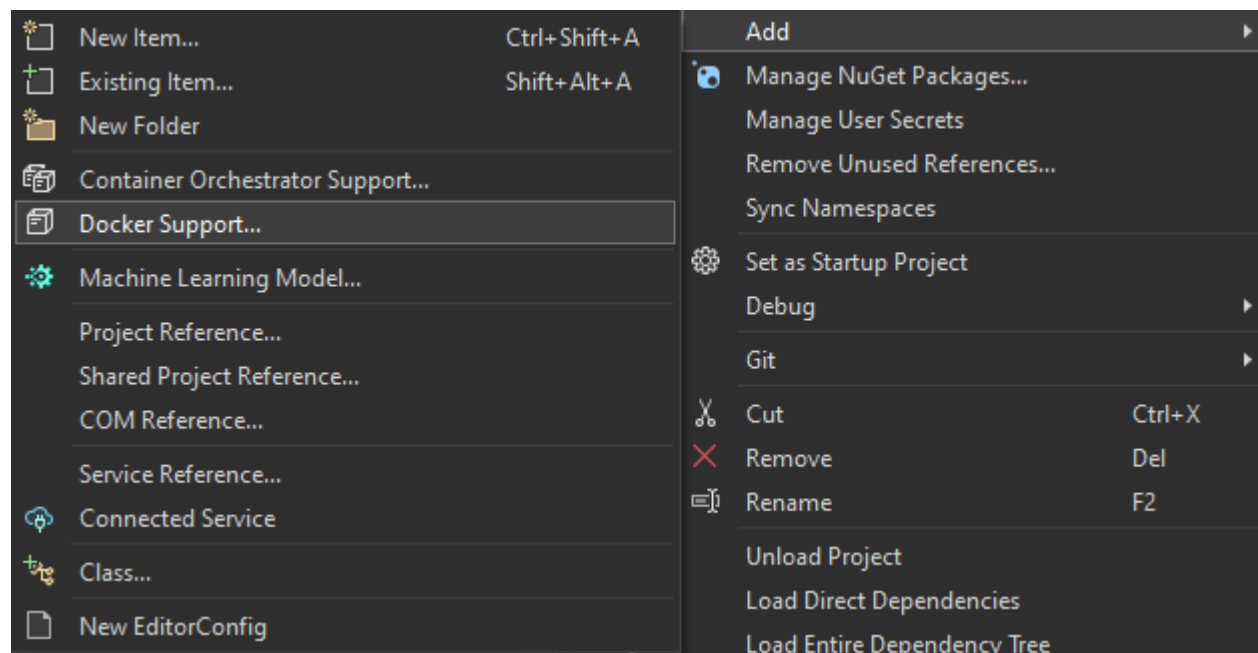 New Item... Ctrl+Shift+A
Existing Item... Shift+Alt+A
New Folder
Container Orchestrator Support...
Docker Support...
Machine Learning Model...
Project Reference...
Shared Project Reference...
COM Reference...
Service Reference...
Connected Service
Class...
New EditorConfig
Add
Manage NuGet Packages...
Manage User Secrets
Remove Unused References...
Sync Namespaces
Set as Startup Project
Debug
Git
Cut Ctrl+X
Remove Del
Rename F2
Unload Project
Load Direct Dependencies
Load Entire Dependency Tree